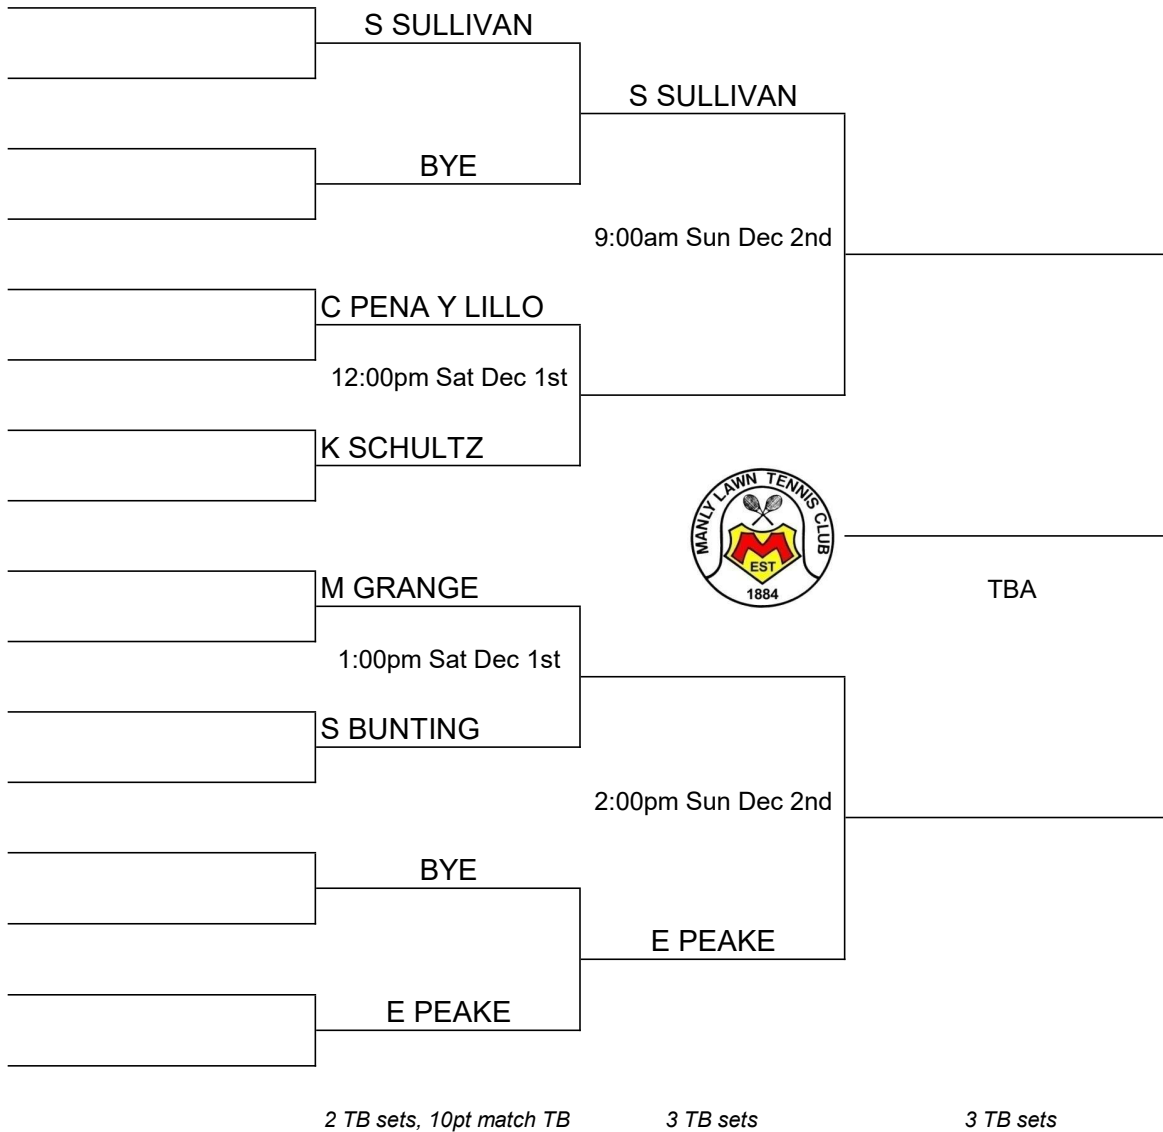 S SULLIVAN
S SULLIVAN
BYE
9:00am Sun Dec 2nd
C PENA Y LILLO
12:00pm Sat Dec 1st
K SCHULTZ
MANLY LAWN TENNIS CLUB
M
EST
1884
M GRANGE
TBA
1:00pm Sat Dec 1st
S BUNTING
2:00pm Sun Dec 2nd
BYE
E PEAKE
E PEAKE
2 TB sets, 10pt match TB
3 TB sets
3 TB sets